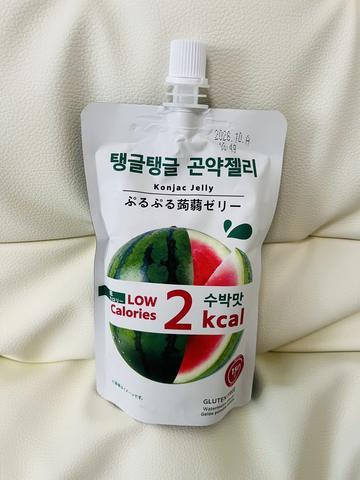 2026.10.
탱글탱글 곤약젤리
Konjac Jelly
ぷるぷる蒟蒻ゼリー
LOW
Calories
2
수박맛
kcal
GLUTEN FREE